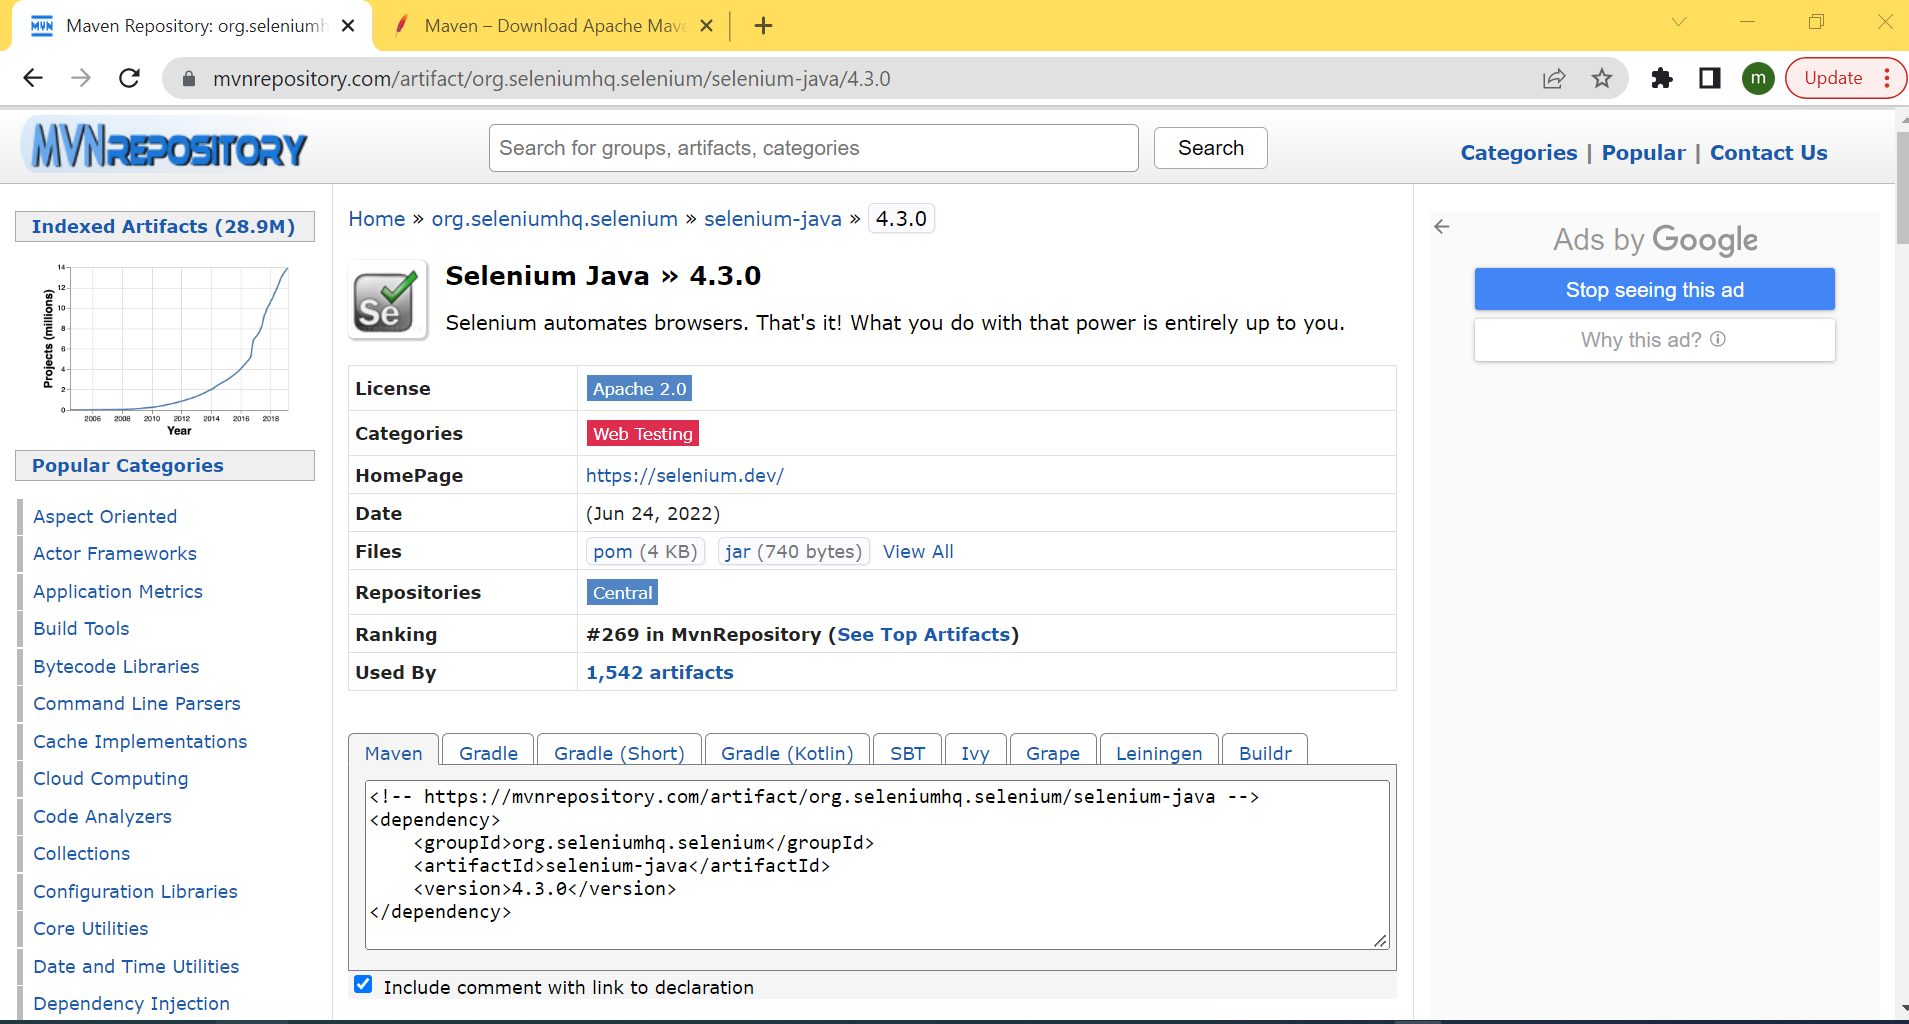 Maven Repository: org.seleniumh
Maven – Download Apache Mave
mvnrepository.com/artifact/org.seleniumhq.selenium/selenium-java/4.3.0
m
Update
MVNREPOSITORY
Search for groups, artifacts, categories
Search
Categories | Popular | Contact Us
Indexed Artifacts (28.9M)
Projects (millions)
14
12
10
8
6
4
2
0
2006 2008 2010 2012 2014 2016 2018
Year
Popular Categories
Aspect Oriented
Actor Frameworks
Application Metrics
Build Tools
Bytecode Libraries
Command Line Parsers
Cache Implementations
Cloud Computing
Code Analyzers
Collections
Configuration Libraries
Core Utilities
Date and Time Utilities
Dependency Injection
Home » org.seleniumhq.selenium » selenium-java » 4.3.0
Se
Selenium Java » 4.3.0
Selenium automates browsers. That's it! What you do with that power is entirely up to you.
License Apache 2.0
Categories Web Testing
HomePage https://selenium.dev/
Date (Jun 24, 2022)
Files pom (4 KB) jar (740 bytes) View All
Repositories Central
Ranking #269 in MvnRepository (See Top Artifacts)
Used By 1,542 artifacts
Maven Gradle Gradle (Short) Gradle (Kotlin) SBT Ivy Grape Leiningen Buildr
<!-- https://mvnrepository.com/artifact/org.seleniumhq.selenium/selenium-java -->
<dependency>
    <groupId>org.seleniumhq.selenium</groupId>
    <artifactId>selenium-java</artifactId>
    <version>4.3.0</version>
</dependency>
Include comment with link to declaration
Ads by Google
Stop seeing this ad
Why this ad?